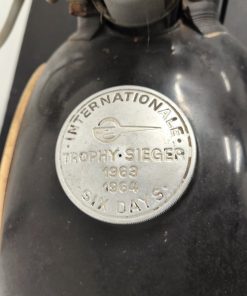 · INTERNATIONALE ·
TROPHY-SIEGER
1963
1964
SIX DAYS